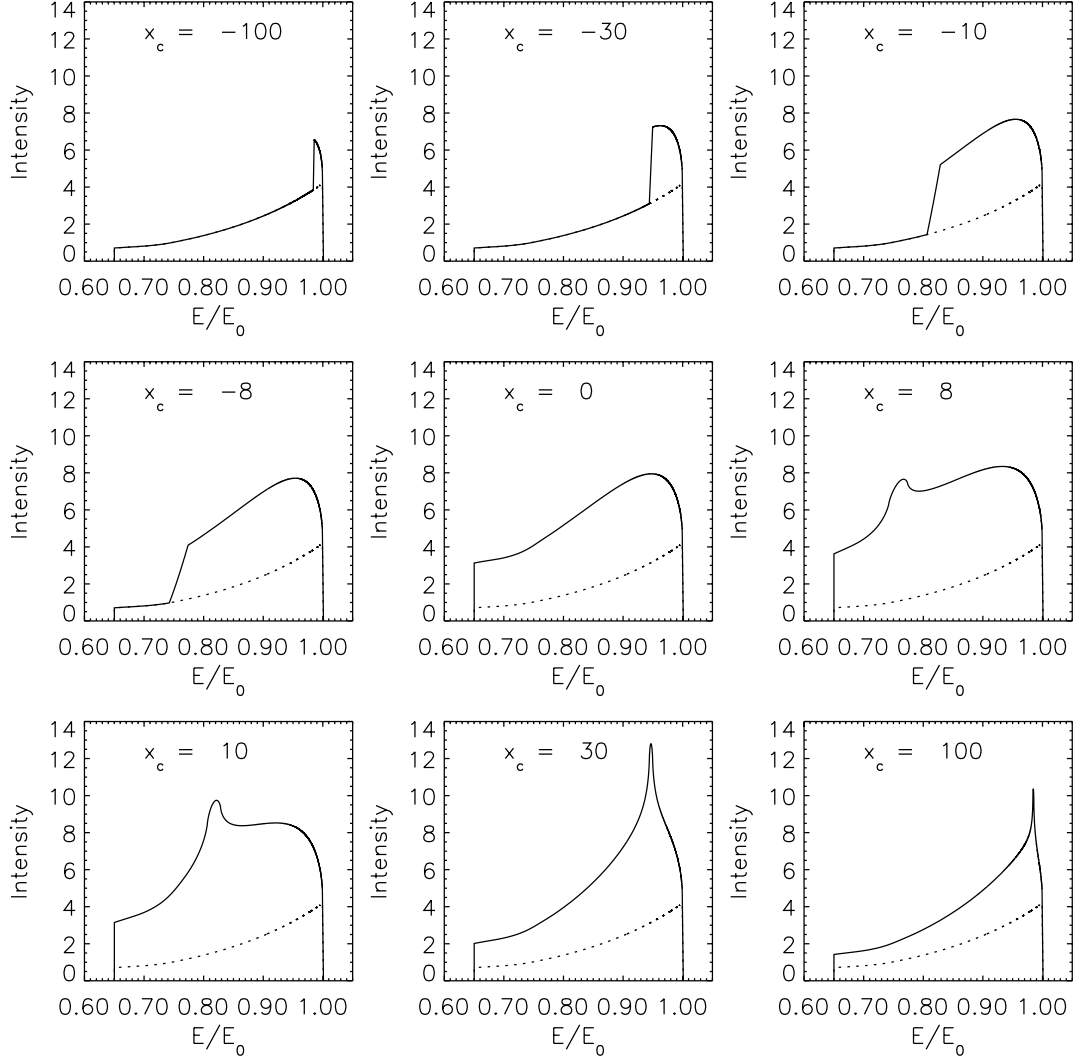 14
12
10
8
6
4
2
0
Intensity
x_c = −100
0.60 0.70 0.80 0.90 1.00
E/E_0
14
12
10
8
6
4
2
0
Intensity
x_c = −30
0.60 0.70 0.80 0.90 1.00
E/E_0
14
12
10
8
6
4
2
0
Intensity
x_c = −10
0.60 0.70 0.80 0.90 1.00
E/E_0
14
12
10
8
6
4
2
0
Intensity
x_c = −8
0.60 0.70 0.80 0.90 1.00
E/E_0
14
12
10
8
6
4
2
0
Intensity
x_c = 0
0.60 0.70 0.80 0.90 1.00
E/E_0
14
12
10
8
6
4
2
0
Intensity
x_c = 8
0.60 0.70 0.80 0.90 1.00
E/E_0
14
12
10
8
6
4
2
0
Intensity
x_c = 10
0.60 0.70 0.80 0.90 1.00
E/E_0
14
12
10
8
6
4
2
0
Intensity
x_c = 30
0.60 0.70 0.80 0.90 1.00
E/E_0
14
12
10
8
6
4
2
0
Intensity
x_c = 100
0.60 0.70 0.80 0.90 1.00
E/E_0